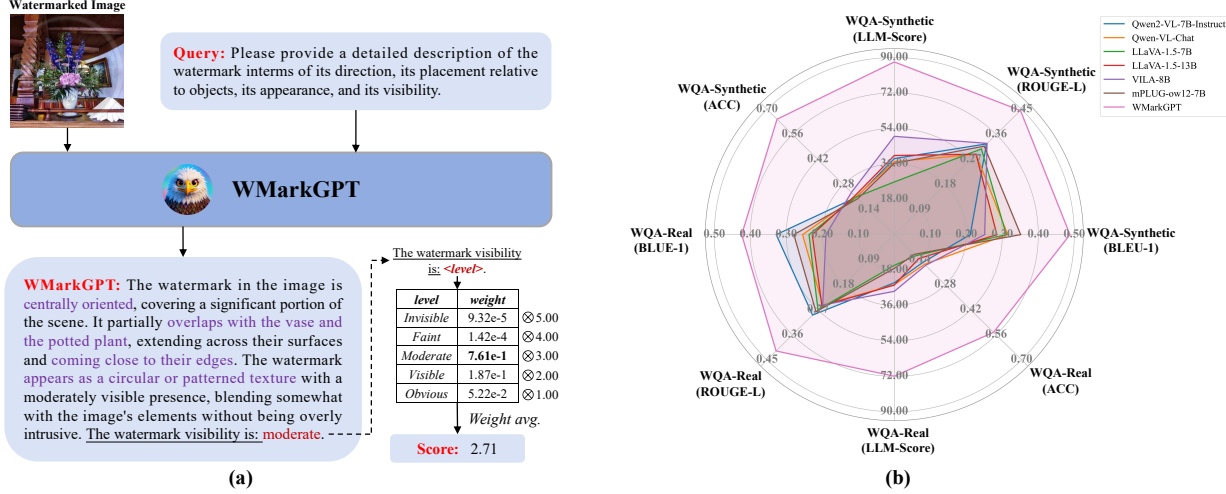 Watermarked Image
Query: Please provide a detailed description of the
watermark interms of its direction, its placement relative
to objects, its appearance, and its visibility.
WMarkGPT
WMarkGPT: The watermark in the image is
centrally oriented, covering a significant portion of
the scene. It partially overlaps with the vase and
the potted plant, extending across their surfaces
and coming close to their edges. The watermark
appears as a circular or patterned texture with a
moderately visible presence, blending somewhat
with the image's elements without being overly
intrusive. The watermark visibility is: moderate.
The watermark visibility
is: <level>.
level weight
Invisible 9.32e-5 ⊗5.00
Faint 1.42e-4 ⊗4.00
Moderate 7.61e-1 ⊗3.00
Visible 1.87e-1 ⊗2.00
Obvious 5.22e-2 ⊗1.00
Weight avg.
Score: 2.71
(a)
WQA-Synthetic
(LLM-Score)
90.00
72.00
54.00
36.00
18.00
WQA-Synthetic
(ROUGE-L)
0.45
0.36
0.27
0.18
0.09
WQA-Synthetic
(BLEU-1)
0.10
0.20
0.30
0.40
0.50
WQA-Synthetic
(ACC)
0.70
0.56
0.42
0.28
0.14
WQA-Real
(BLUE-1)
0.50
0.40
0.30
0.20
0.10
WQA-Real
(ROUGE-L)
0.45
0.36
0.18
0.09
WQA-Real
(LLM-Score)
18.00
36.00
54.00
72.00
90.00
WQA-Real
(ACC)
0.28
0.42
0.56
0.70
Qwen2-VL-7B-Instruct
Qwen-VL-Chat
LLaVA-1.5-7B
LLaVA-1.5-13B
VILA-8B
mPLUG-owl2-7B
WMarkGPT
(b)